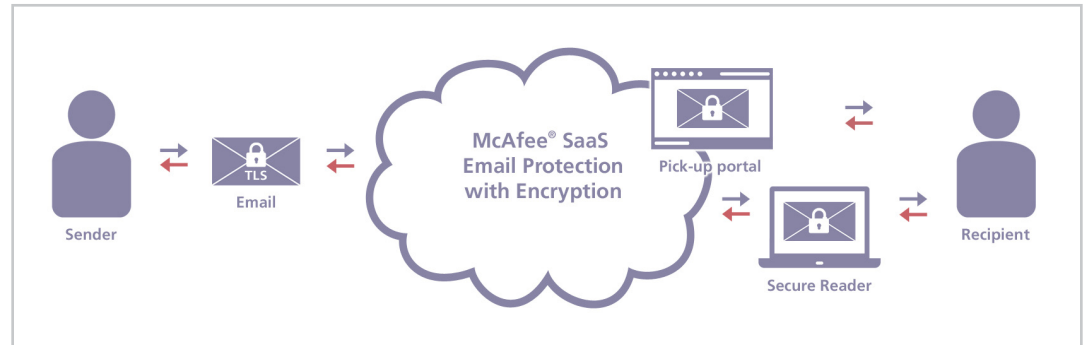 McAfee® SaaS
Email Protection
with Encryption
Pick-up portal
TLS
Email
Sender
Secure Reader
Recipient